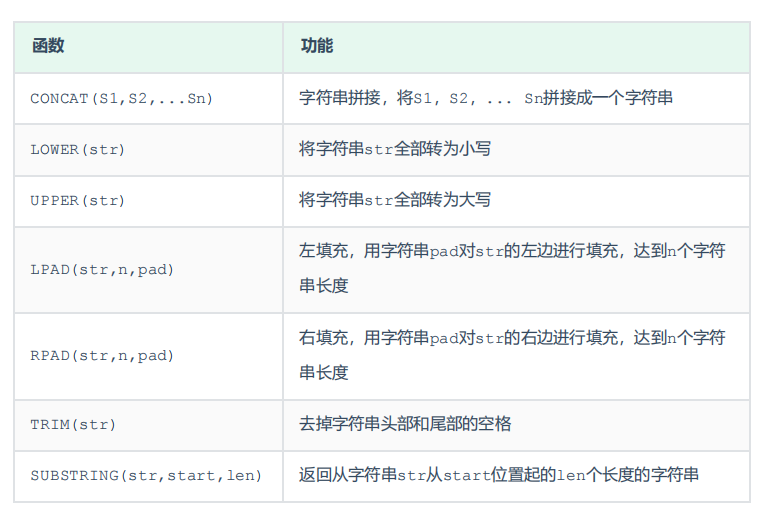 函数 功能
CONCAT(S1,S2,...Sn) 字符串拼接，将S1，S2，... Sn拼接成一个字符串
LOWER(str) 将字符串str全部转为小写
UPPER(str) 将字符串str全部转为大写
LPAD(str,n,pad) 左填充，用字符串pad对str的左边进行填充，达到n个字符
串长度
RPAD(str,n,pad) 右填充，用字符串pad对str的右边进行填充，达到n个字符
串长度
TRIM(str) 去掉字符串头部和尾部的空格
SUBSTRING(str,start,len) 返回从字符串str从start位置起的len个长度的字符串